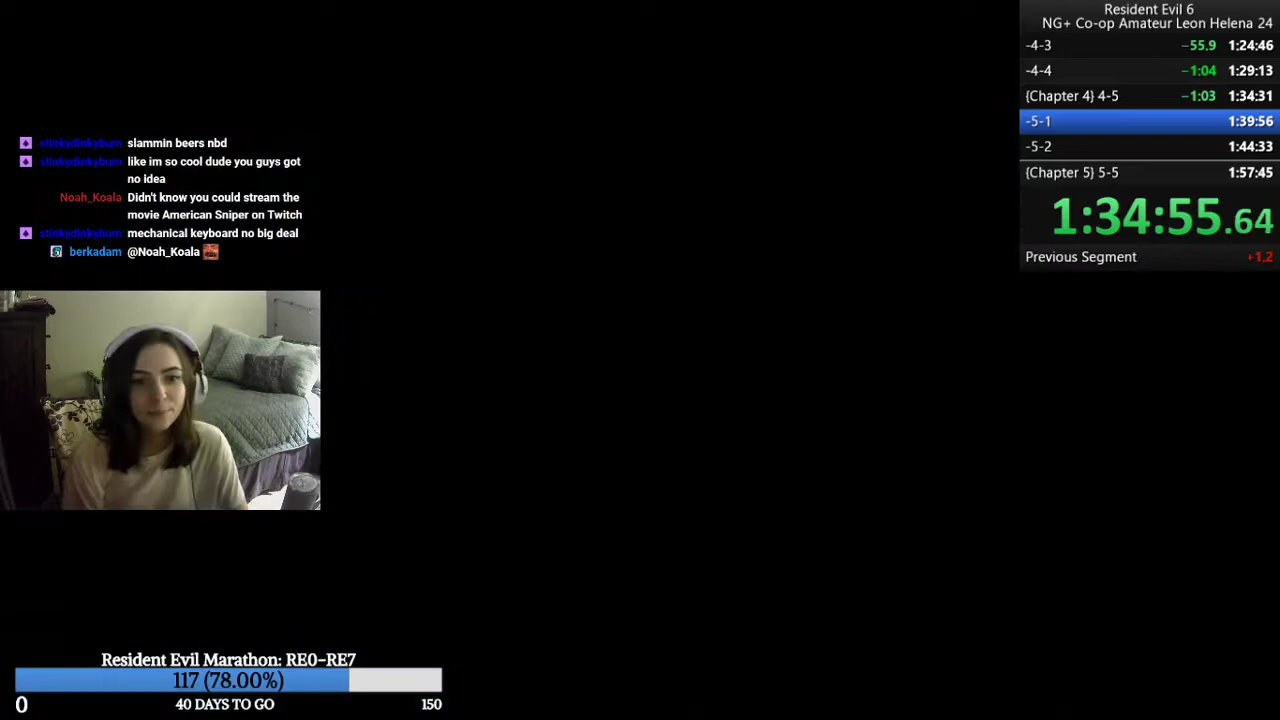 Resident Evil 6
NG+ Co-op Amateur Leon Helena 24
-4-3 −55.9 1:24:46
-4-4 −1:04 1:29:13
{Chapter 4} 4-5 −1:03 1:34:31
-5-1 1:39:56
-5-2 1:44:33
{Chapter 5} 5-5 1:57:45
1:34:55.64
Previous Segment +1.2
stinkydinkybum slammin beers nbd
stinkydinkybum like im so cool dude you guys got
no idea
Noah_Koala Didn't know you could stream the
movie American Sniper on Twitch
stinkydinkybum mechanical keyboard no big deal
berkadam @Noah_Koala
Resident Evil Marathon: RE0-RE7
117 (78.00%)
0 40 DAYS TO GO 150